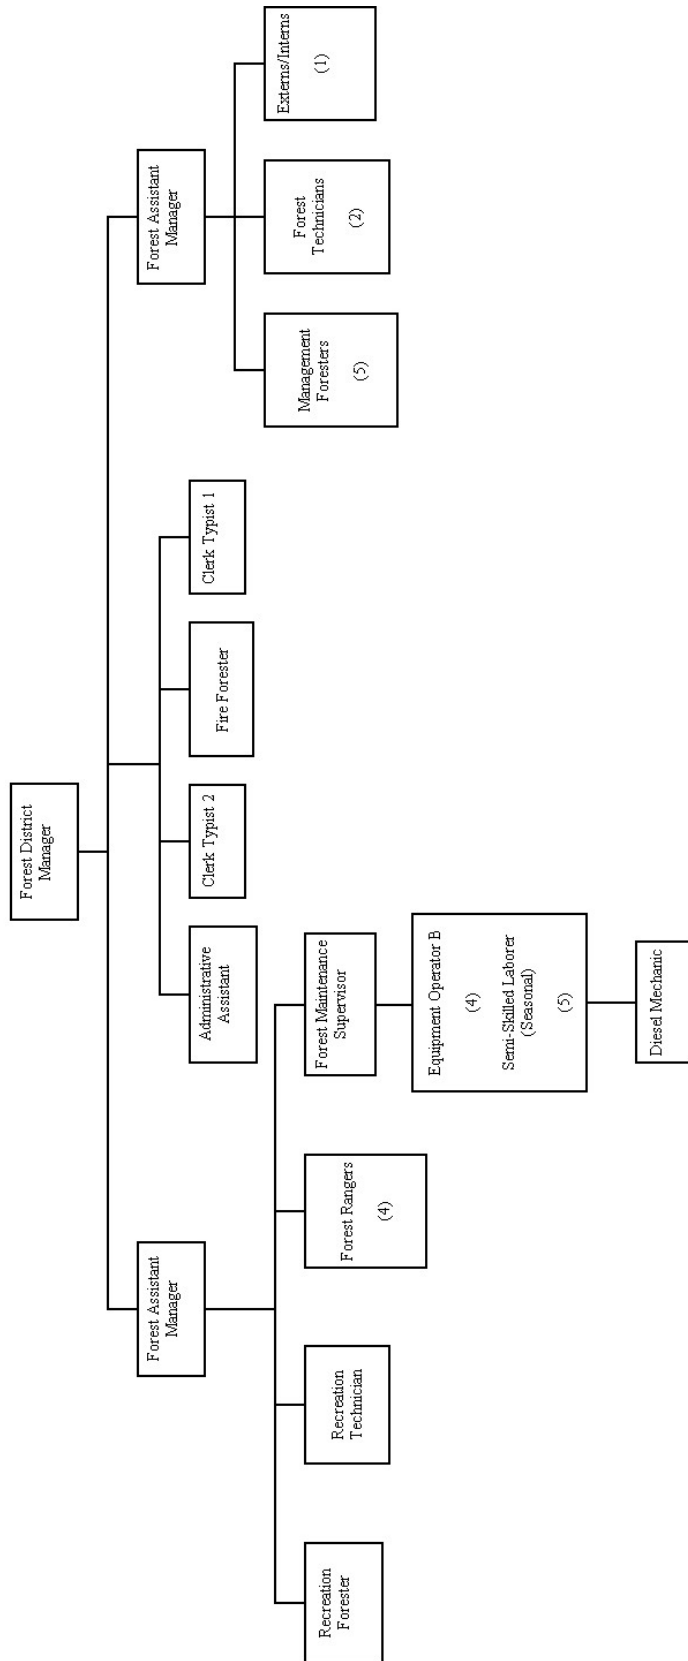 Forest District
Manager
Forest Assistant
Manager
Forest Assistant
Manager
Administrative
Assistant
Clerk Typist 2
Fire Forester
Clerk Typist 1
Recreation
Forester
Recreation
Technician
Forest Rangers
(4)
Forest Maintenance
Supervisor
Management
Foresters
(5)
Forest
Technicians
(2)
Externs/Interns
(1)
Equipment Operator B
(4)
Semi-Skilled Laborer
(Seasonal)
(5)
Diesel Mechanic